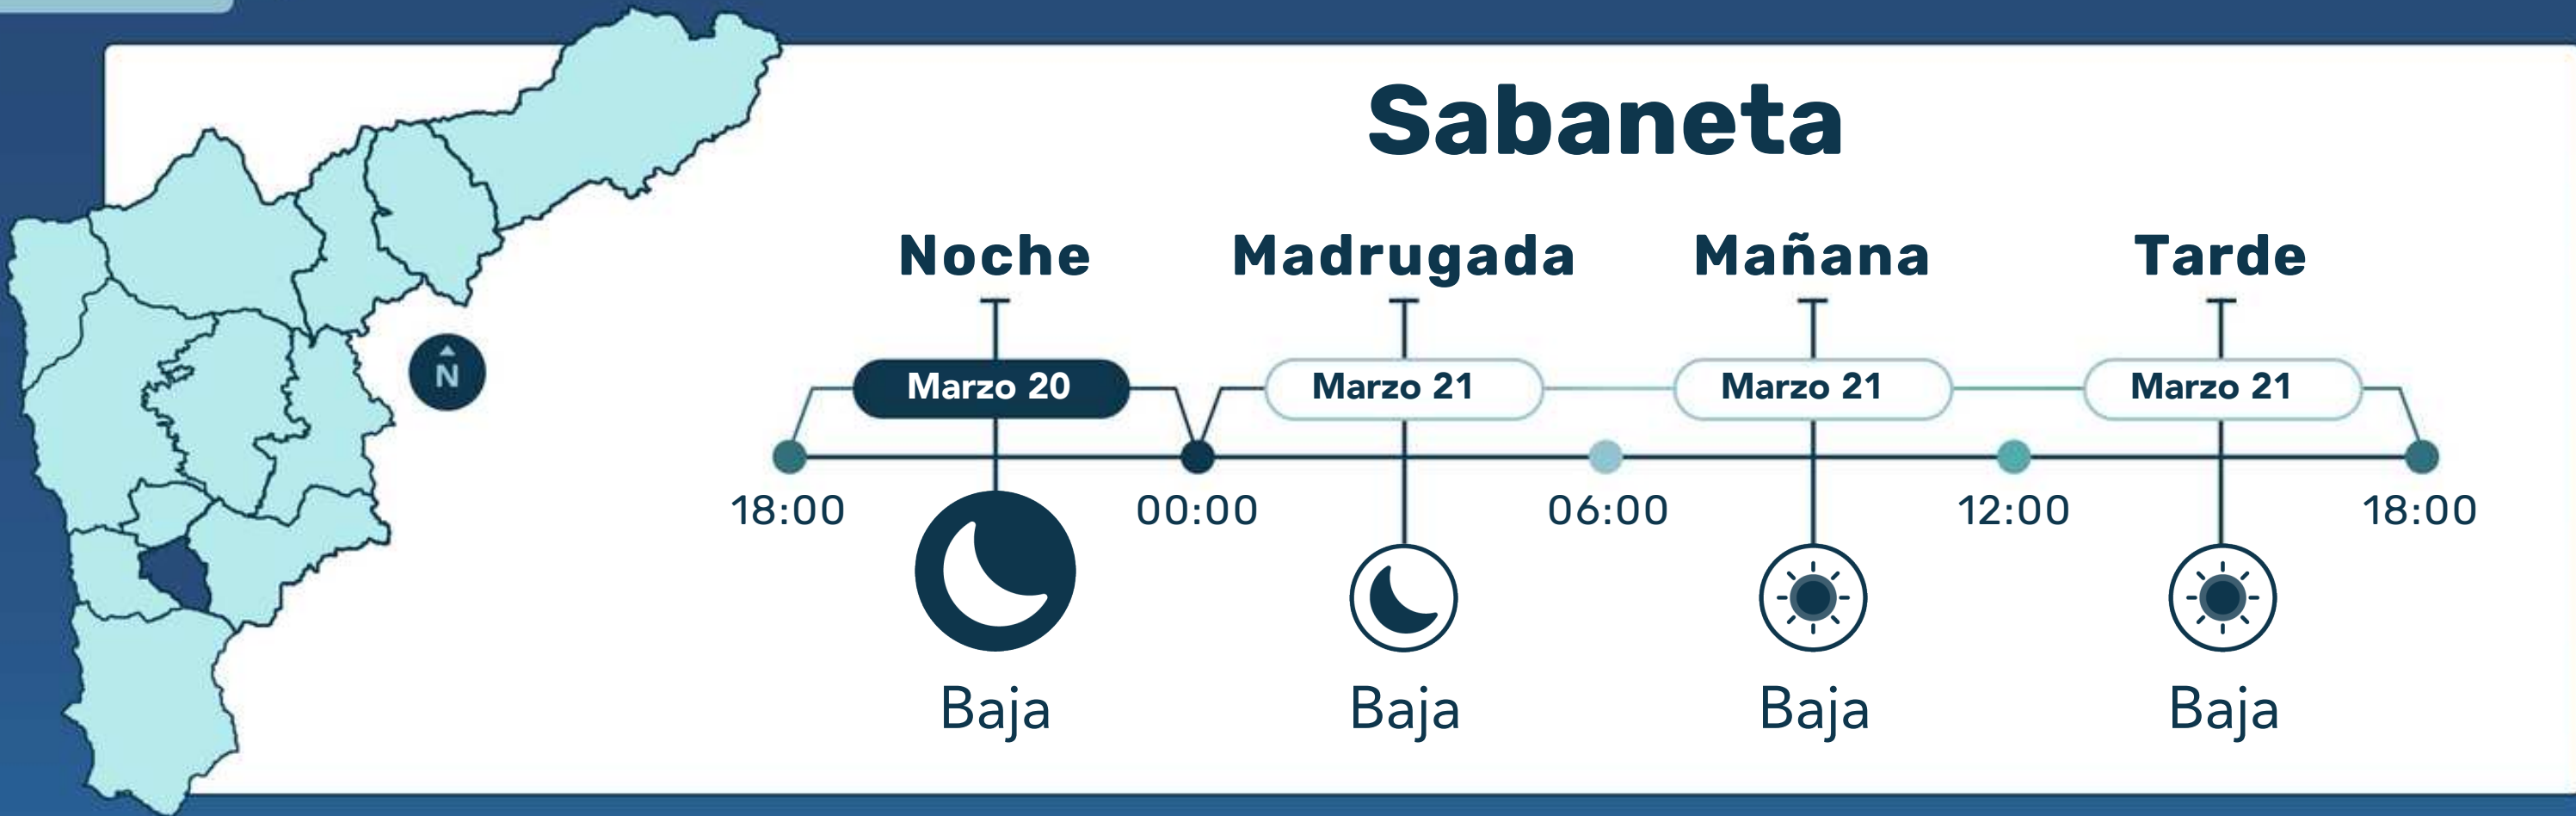 Sabaneta
Noche Madrugada Mañana Tarde
N
Marzo 20 Marzo 21 Marzo 21 Marzo 21
18:00 00:00 06:00 12:00 18:00
Baja Baja Baja Baja